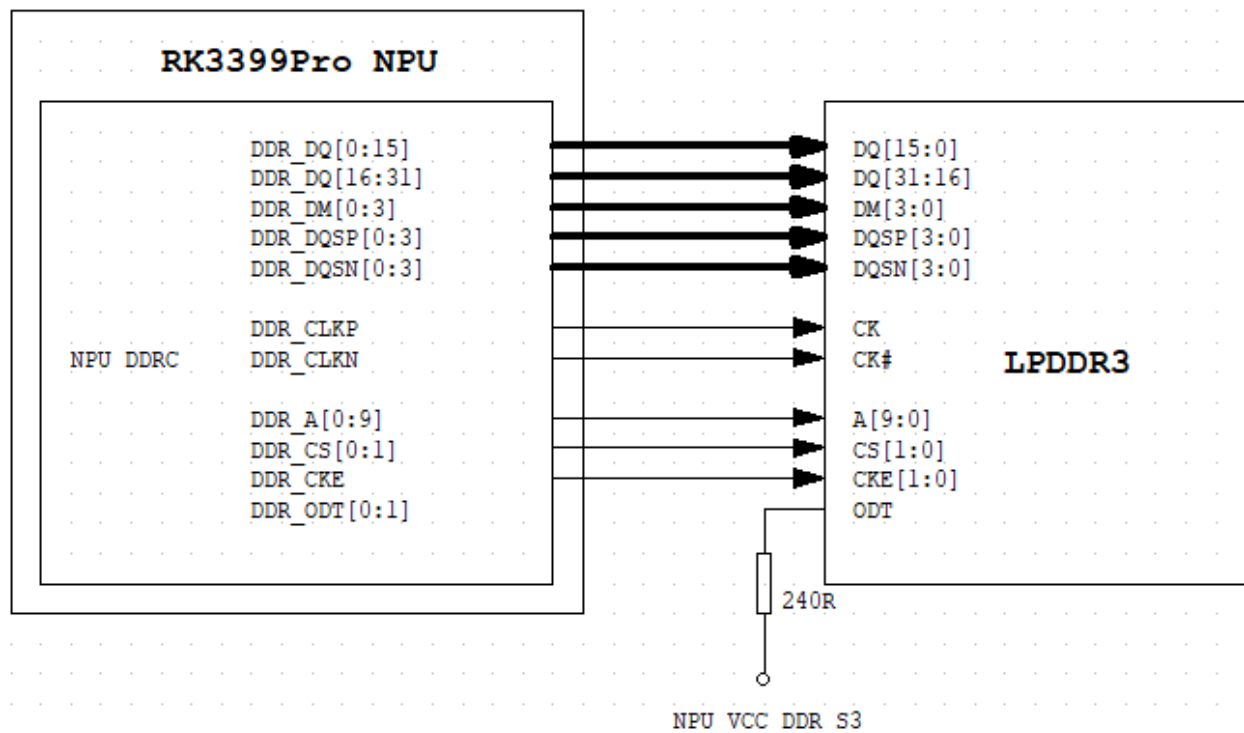 RK3399Pro NPU
DDR_DQ[0:15]
DDR_DQ[16:31]
DDR_DM[0:3]
DDR_DQSP[0:3]
DDR_DQSN[0:3]
DDR_CLKP
NPU DDRC DDR_CLKN
DDR_A[0:9]
DDR_CS[0:1]
DDR_CKE
DDR_ODT[0:1]
DQ[15:0]
DQ[31:16]
DM[3:0]
DQSP[3:0]
DQSN[3:0]
CK
CK#
LPDDR3
A[9:0]
CS[1:0]
CKE[1:0]
ODT
240R
NPU VCC DDR S3